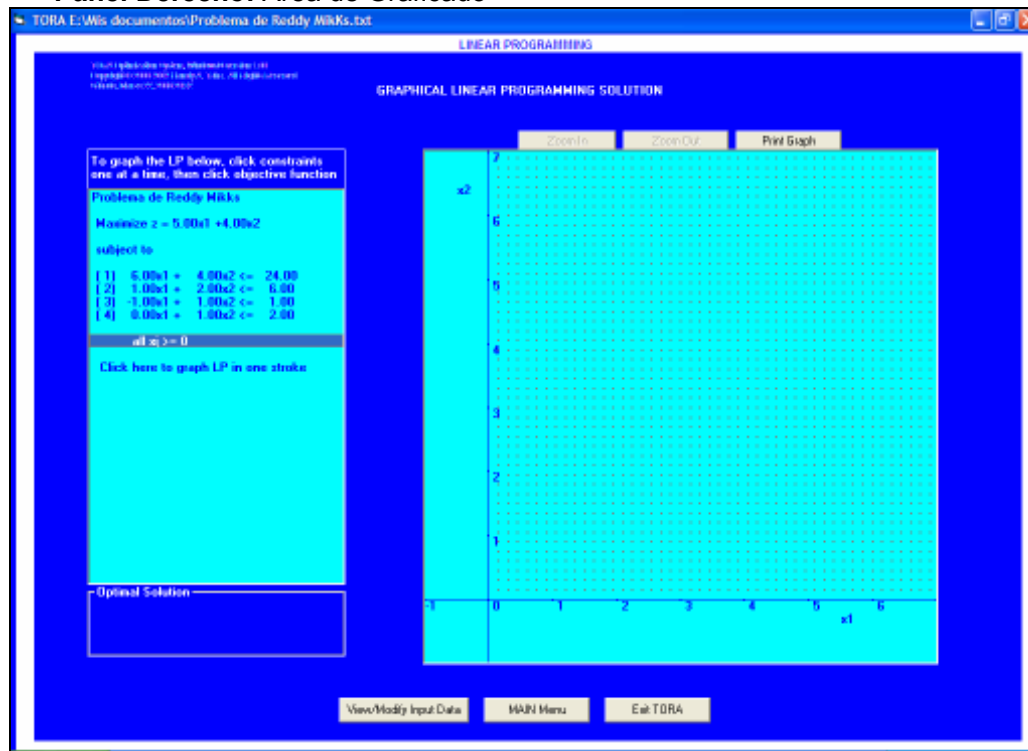 Panel Derecho: Área de Graficado
TORA E:\Mis documentos\Problema de Reddy MikKs.txt
LINEAR PROGRAMMING
GRAPHICAL LINEAR PROGRAMMING SOLUTION
Zoom In Zoom Out Print Graph
To graph the LP below, click constraints
one at a time, then click objective function
Problema de Reddy Mikks
Maximize z = 5.00x1 +4.00x2
subject to
( 1) 6.00x1 + 4.00x2 <= 24.00
( 2) 1.00x1 + 2.00x2 <= 6.00
( 3) -1.00x1 + 1.00x2 <= 1.00
( 4) 0.00x1 + 1.00x2 <= 2.00
all xj >= 0
Click here to graph LP in one stroke
Optimal Solution
7
x2
6
5
4
3
2
1
-1 0 1 2 3 4 5 6
x1
View/Modify Input Data MAIN Menu Exit TORA